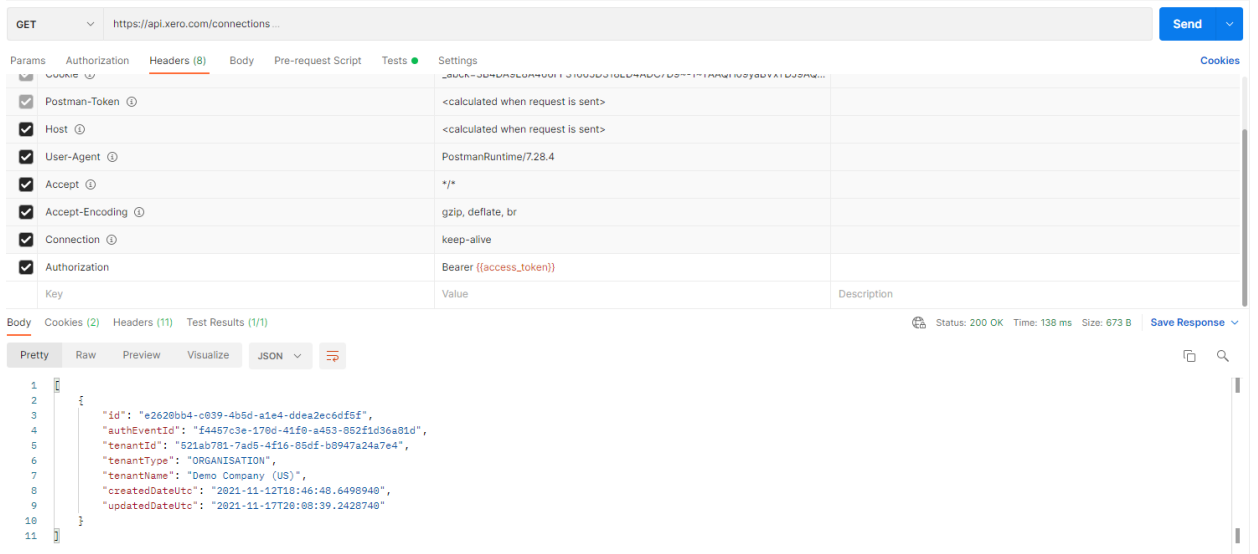 GET https://api.xero.com/connections ... Send
Params Authorization Headers (8) Body Pre-request Script Tests Settings Cookies
Cookie
Postman-Token <calculated when request is sent>
Host <calculated when request is sent>
User-Agent PostmanRuntime/7.28.4
Accept */*
Accept-Encoding gzip, deflate, br
Connection keep-alive
Authorization Bearer {{access_token}}
Key Value Description
Body Cookies (2) Headers (11) Test Results (1/1) Status: 200 OK Time: 138 ms Size: 673 B Save Response
Pretty Raw Preview Visualize JSON
1 [
2 {
3 "id": "e2620bb4-c039-4b5d-a1e4-ddea2ec6df5f",
4 "authEventId": "f4457c3e-170d-41f0-a453-852f1d36a81d",
5 "tenantId": "521ab781-7ad5-4f16-85df-b8947a24a7e4",
6 "tenantType": "ORGANISATION",
7 "tenantName": "Demo Company (US)",
8 "createdDateUtc": "2021-11-12T18:46:48.6498940",
9 "updatedDateUtc": "2021-11-17T20:08:39.2428740"
10 }
11 ]